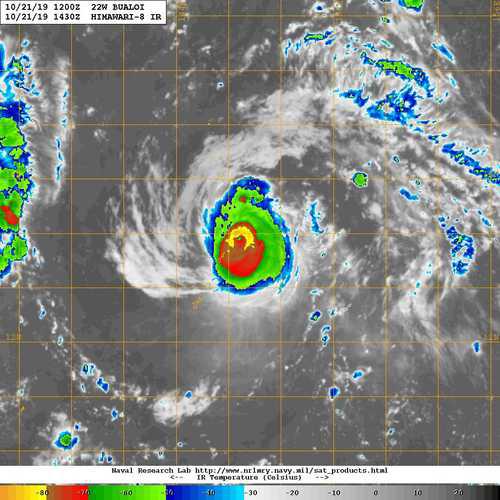 10/21/19 1200Z 22W BUALOI
10/21/19 1430Z HIMAWARI-8 IR
Naval Research Lab http://www.nrlmry.navy.mil/sat_products.html
<-- IR Temperature (Celsius) -->
-80 -70 -60 -50 -40 -30 -20 -10 0 10 20